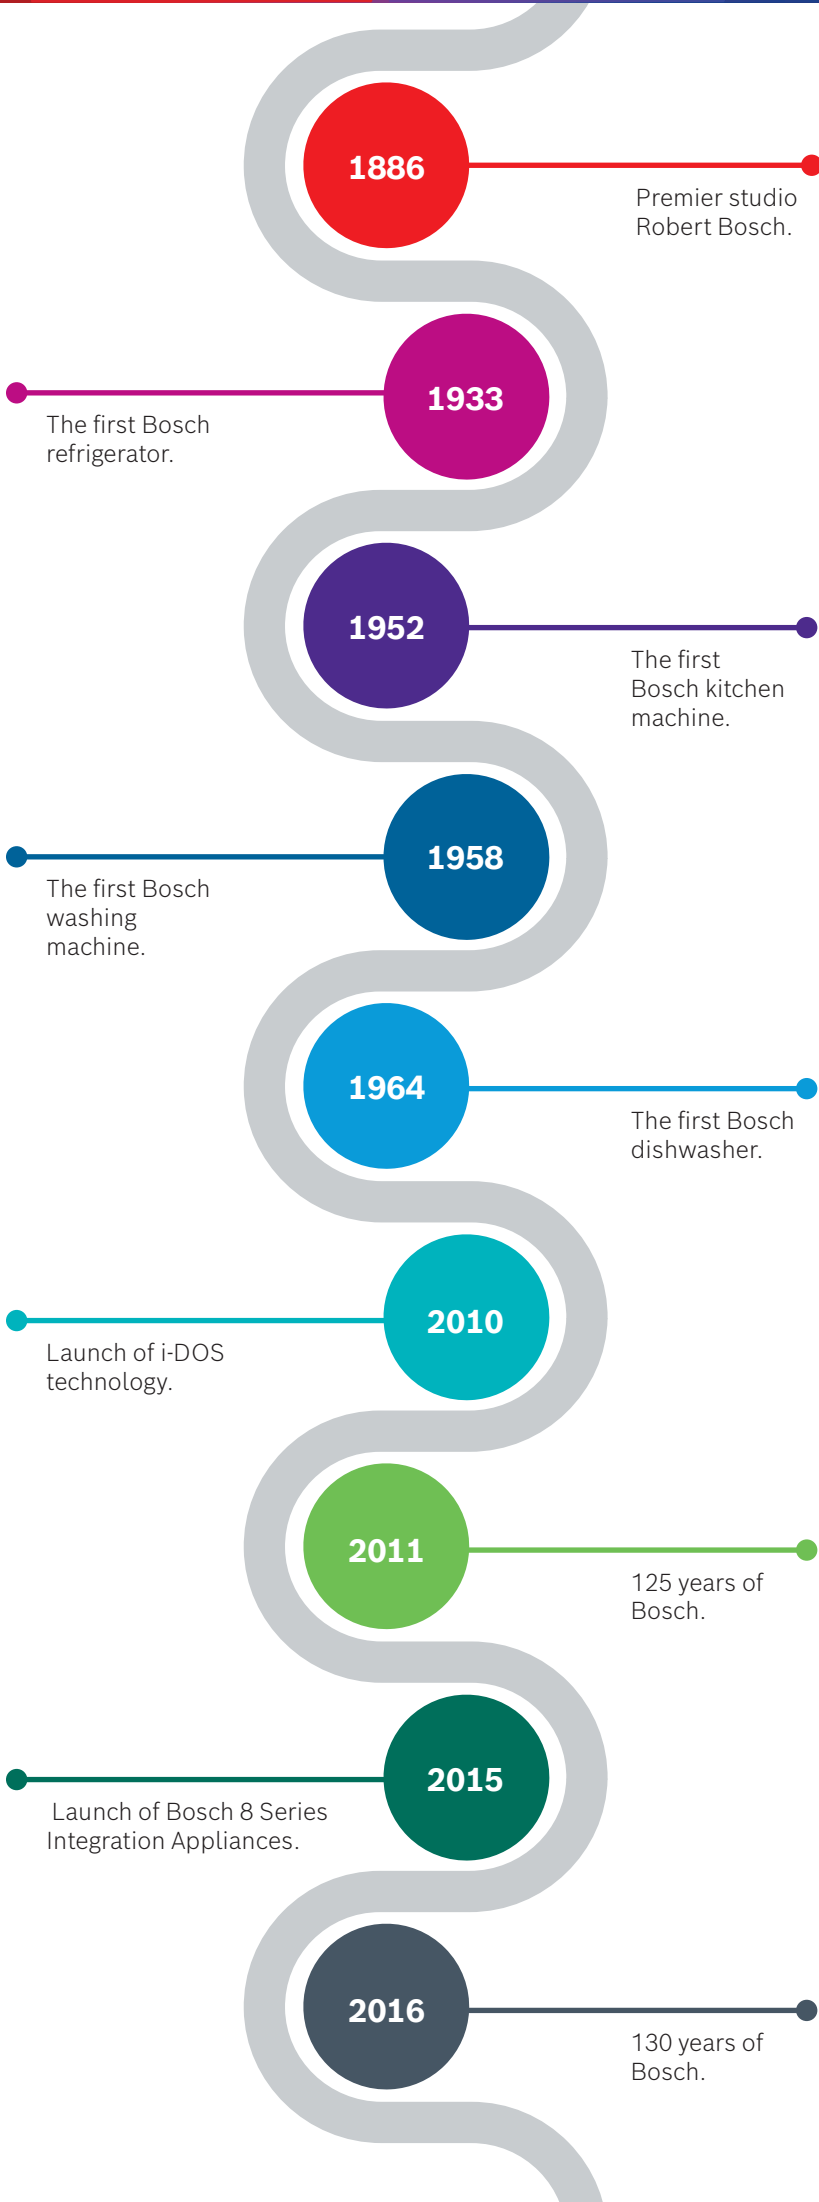 1886
Premier studio
Robert Bosch.
1933
The first Bosch
refrigerator.
1952
The first
Bosch kitchen
machine.
1958
The first Bosch
washing
machine.
1964
The first Bosch
dishwasher.
2010
Launch of i-DOS
technology.
2011
125 years of
Bosch.
2015
Launch of Bosch 8 Series
Integration Appliances.
2016
130 years of
Bosch.